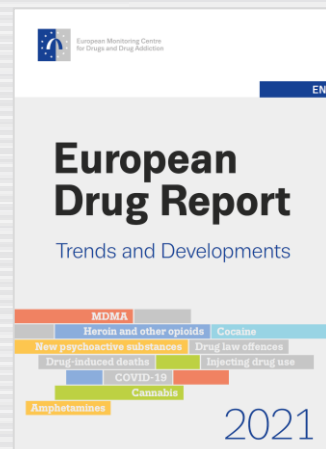 European Monitoring Centre
for Drugs and Drug Addiction
EN
European
Drug Report
Trends and Developments
MDMA
Heroin and other opioids Cocaine
New psychoactive substances Drug law offences
Drug-induced deaths Injecting drug use
COVID-19
Cannabis
Amphetamines
2021